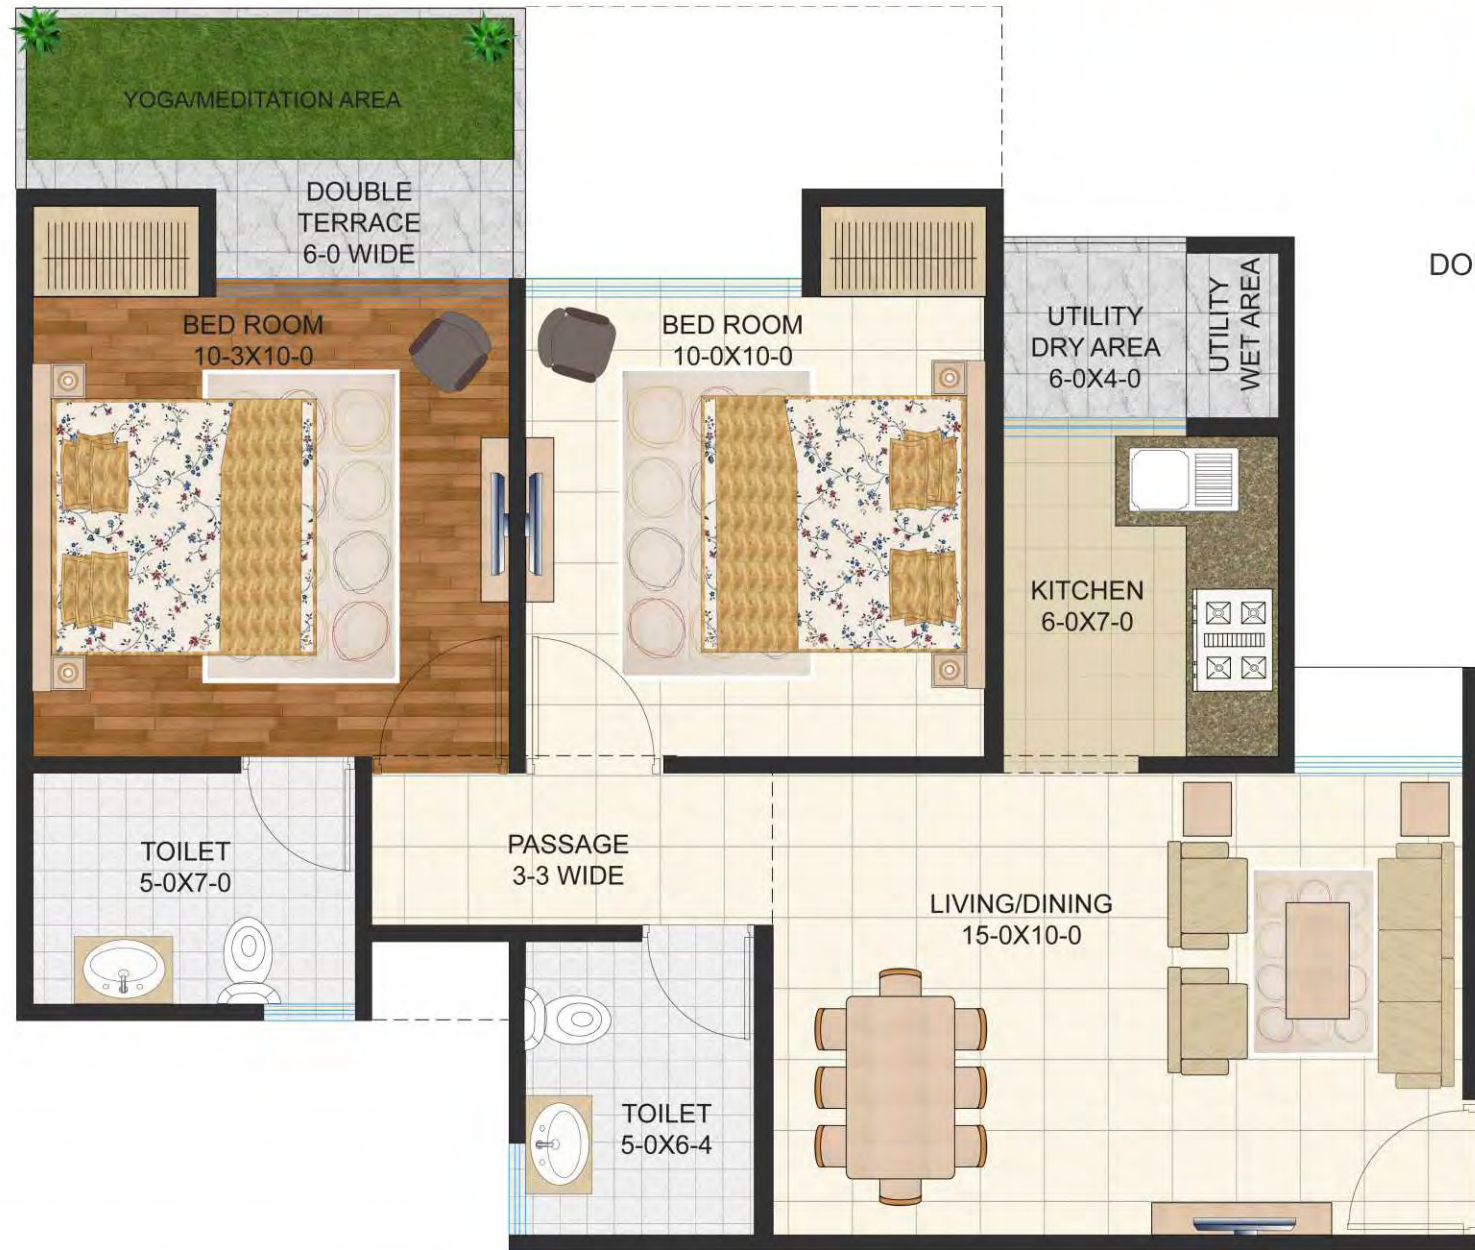 YOGA/MEDITATION AREA
DOUBLE
TERRACE
6-0 WIDE
DO
BED ROOM
10-3X10-0
BED ROOM
10-0X10-0
UTILITY
DRY AREA
6-0X4-0
UTILITY
WET AREA
KITCHEN
6-0X7-0
TOILET
5-0X7-0
PASSAGE
3-3 WIDE
LIVING/DINING
15-0X10-0
TOILET
5-0X6-4